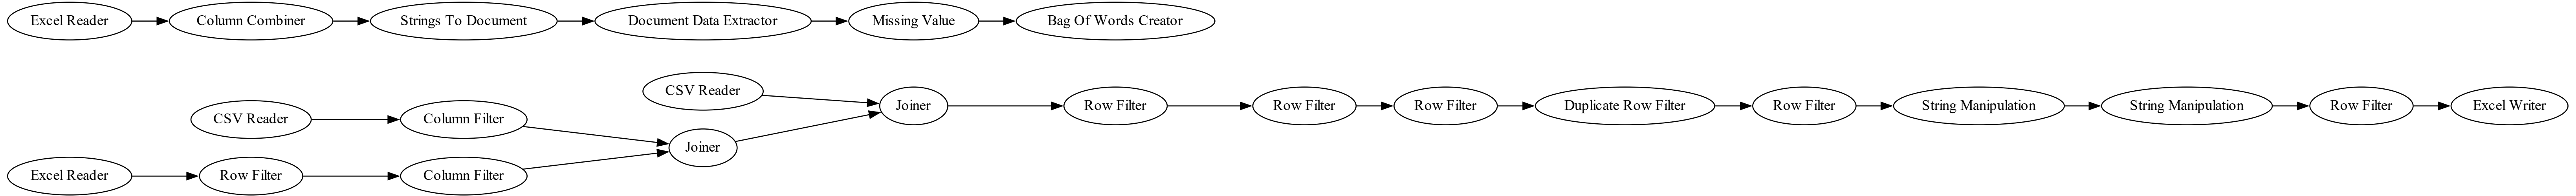 Excel Reader
Column Combiner
Strings To Document
Document Data Extractor
Missing Value
Bag Of Words Creator
CSV Reader
Joiner
Row Filter
Row Filter
Row Filter
Duplicate Row Filter
Row Filter
String Manipulation
String Manipulation
Row Filter
Excel Writer
CSV Reader
Column Filter
Joiner
Excel Reader
Row Filter
Column Filter